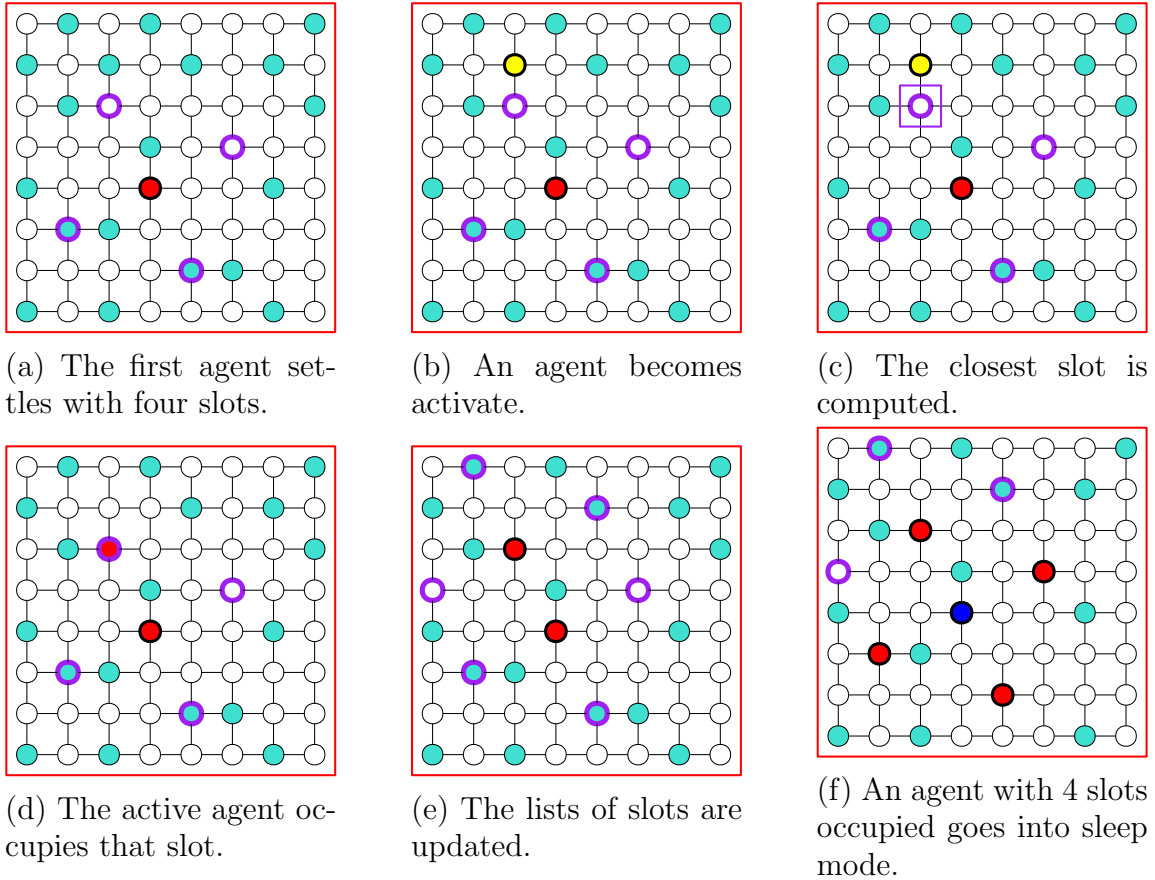 (a) The first agent set-
tles with four slots.
(b) An agent becomes
activate.
(c) The closest slot is
computed.
(d) The active agent oc-
cupies that slot.
(e) The lists of slots are
updated.
(f) An agent with 4 slots
occupied goes into sleep
mode.